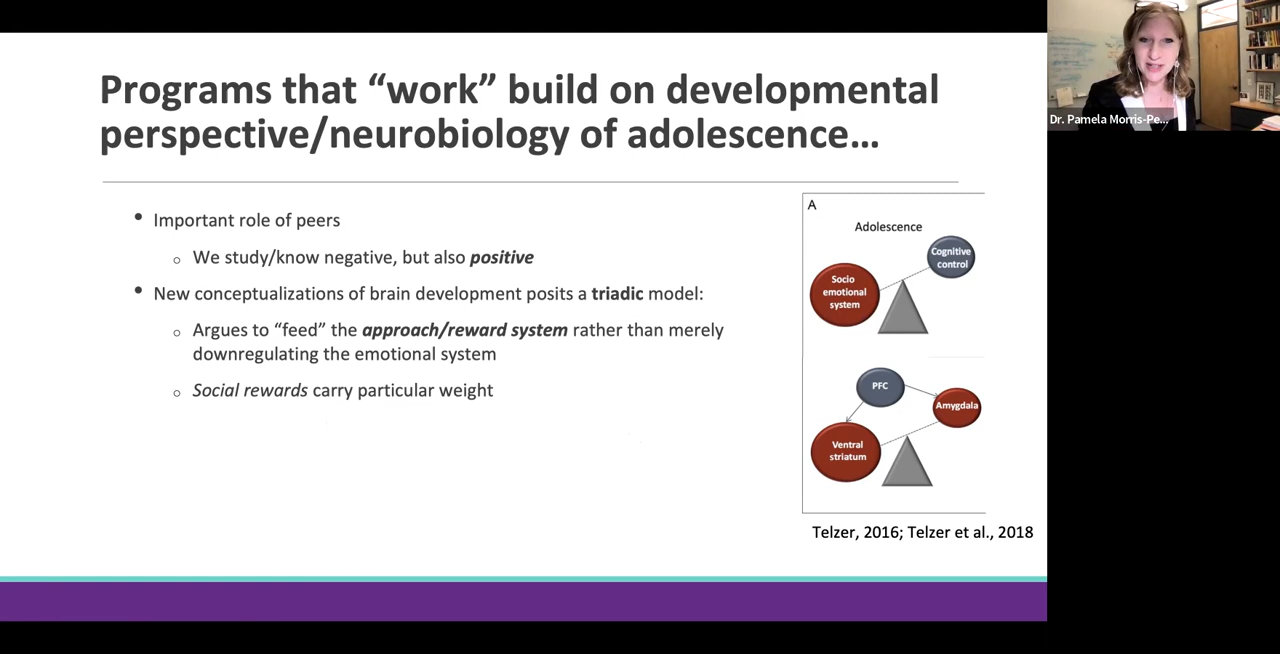 Programs that “work” build on developmental
perspective/neurobiology of adolescence…
• Important role of peers
o We study/know negative, but also positive
• New conceptualizations of brain development posits a triadic model:
o Argues to “feed” the approach/reward system rather than merely
downregulating the emotional system
o Social rewards carry particular weight
A
Adolescence
Cognitive
control
Socio
emotional
system
PFC
Amygdala
Ventral
striatum
Telzer, 2016; Telzer et al., 2018
Dr. Pamela Morris-Pe...